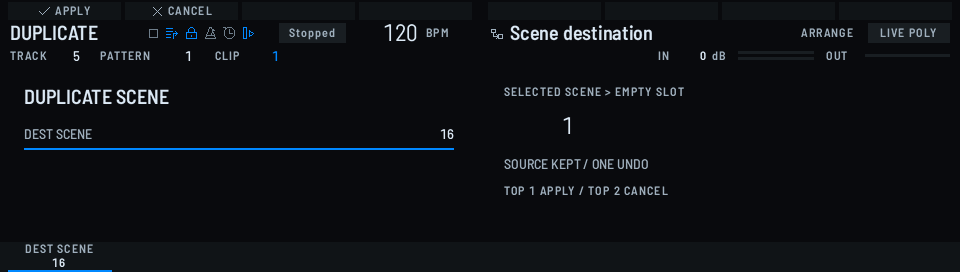 APPLY CANCEL
DUPLICATE Stopped 120 BPM Scene destination ARRANGE LIVE POLY
TRACK 5 PATTERN 1 CLIP 1 IN 0 dB OUT
DUPLICATE SCENE
DEST SCENE 16
SELECTED SCENE > EMPTY SLOT
1
SOURCE KEPT / ONE UNDO
TOP 1 APPLY / TOP 2 CANCEL
DEST SCENE
16